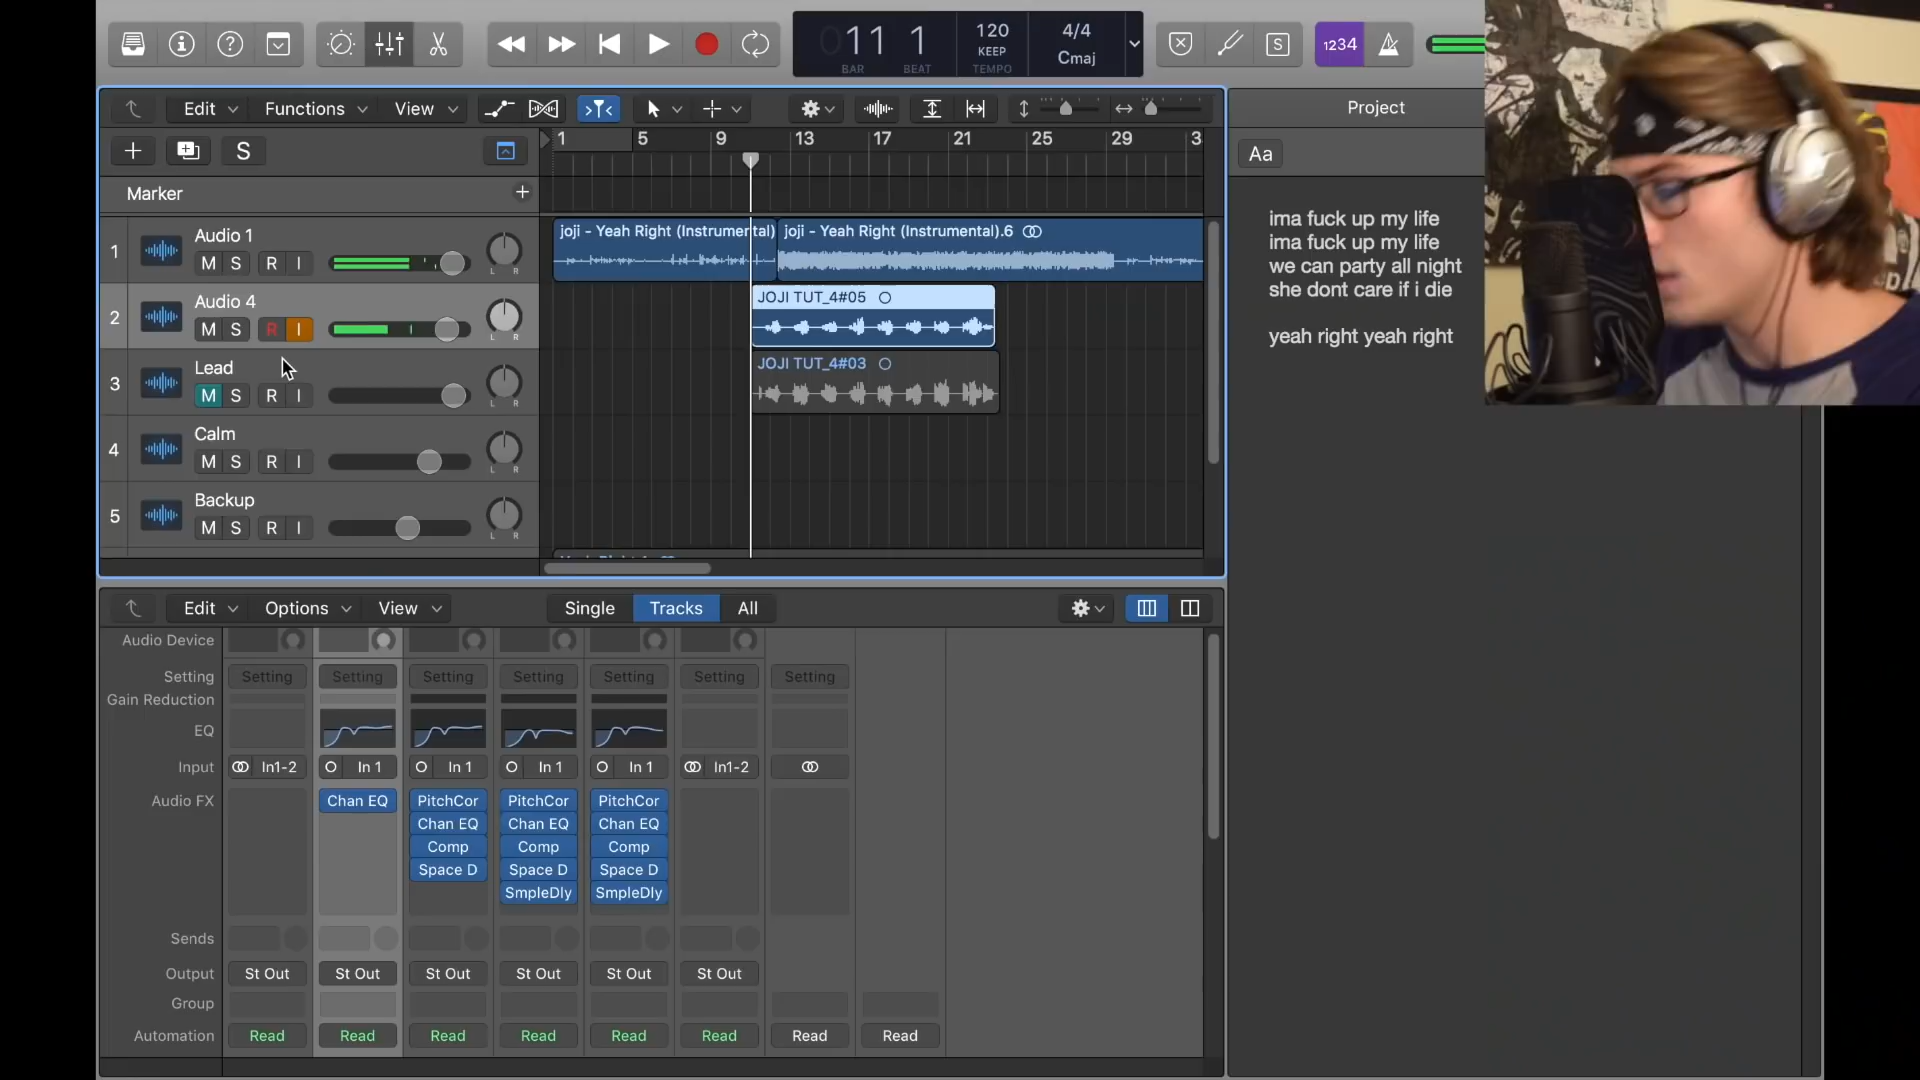 11 1
BAR BEAT
120
KEEP
TEMPO
4/4
Cmaj
S
1234
Edit Functions View
1 5 9 13 17 21 25 29 3
S
Marker
Project
Aa
1 Audio 1
M S R I
L R
joji - Yeah Right (Instrumental)
joji - Yeah Right (Instrumental).6
2 Audio 4
M S R I
L R
JOJI TUT_4#05
3 Lead
M S R I
L R
JOJI TUT_4#03
4 Calm
M S R I
L R
5 Backup
M S R I
L R
ima fuck up my life
ima fuck up my life
we can party all night
she dont care if i die
yeah right yeah right
Edit Options View Single Tracks All
Audio Device
Setting Setting Setting Setting Setting Setting Setting Setting
Gain Reduction
EQ
Input In1-2 In 1 In 1 In 1 In 1 In1-2
Audio FX Chan EQ PitchCor PitchCor PitchCor
Chan EQ Chan EQ Chan EQ
Comp Comp Comp
Space D Space D Space D
SmpleDly SmpleDly
Sends
Output St Out St Out St Out St Out St Out St Out
Group
Automation Read Read Read Read Read Read Read Read